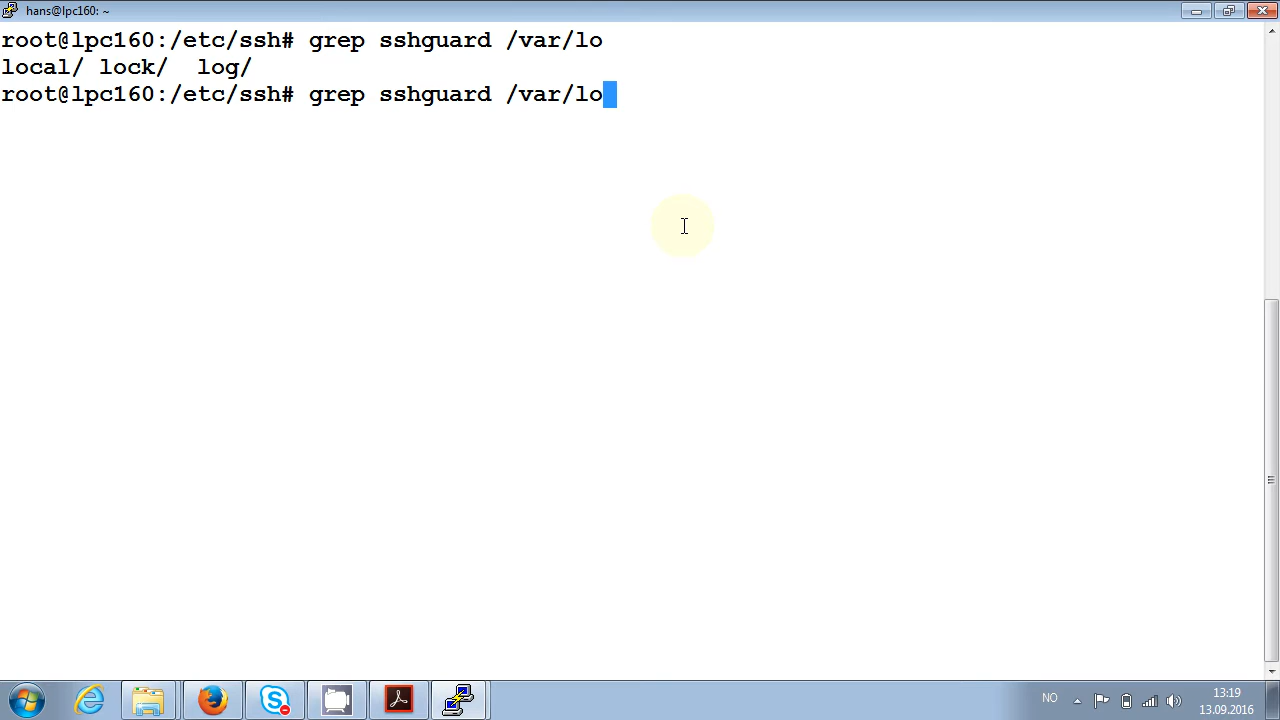 hans@lpc160: ~
root@lpc160:/etc/ssh# grep sshguard /var/lo
local/ lock/  log/
root@lpc160:/etc/ssh# grep sshguard /var/lo
NO
13:19
13.09.2016